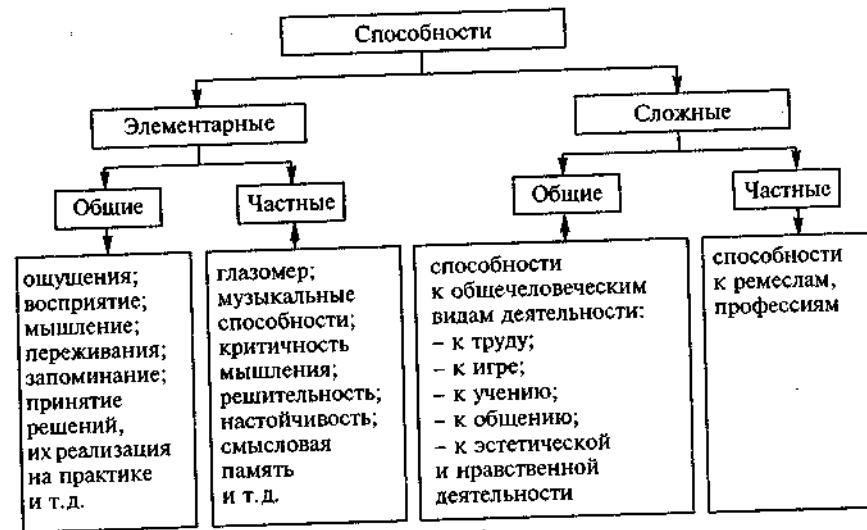 Способности
Элементарные
Сложные
Общие
Частные
Общие
Частные
ощущения;
восприятие;
мышление;
переживания;
запоминание;
принятие
решений,
их реализация
на практике
и т.д.
глазомер;
музыкальные
способности;
критичность
мышления;
решительность;
настойчивость;
смысловая
память
и т.д.
способности
к общечеловеческим
видам деятельности:
– к труду;
– к игре;
– к учению;
– к общению;
– к эстетической
и нравственной
деятельности
способности
к ремеслам,
профессиям